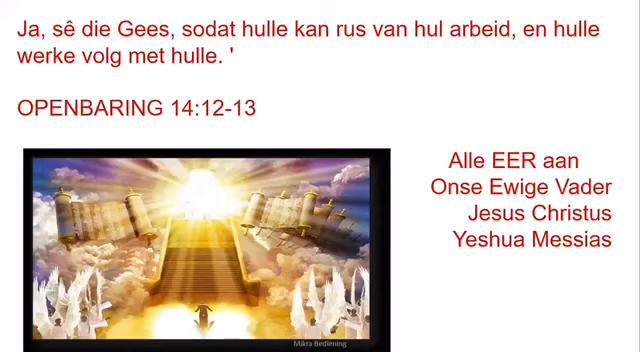 Ja, sê die Gees, sodat hulle kan rus van hul arbeid, en hulle
werke volg met hulle. '
OPENBARING 14:12-13
Alle EER aan
Onse Ewige Vader
Jesus Christus
Yeshua Messias
Mikra Bediening